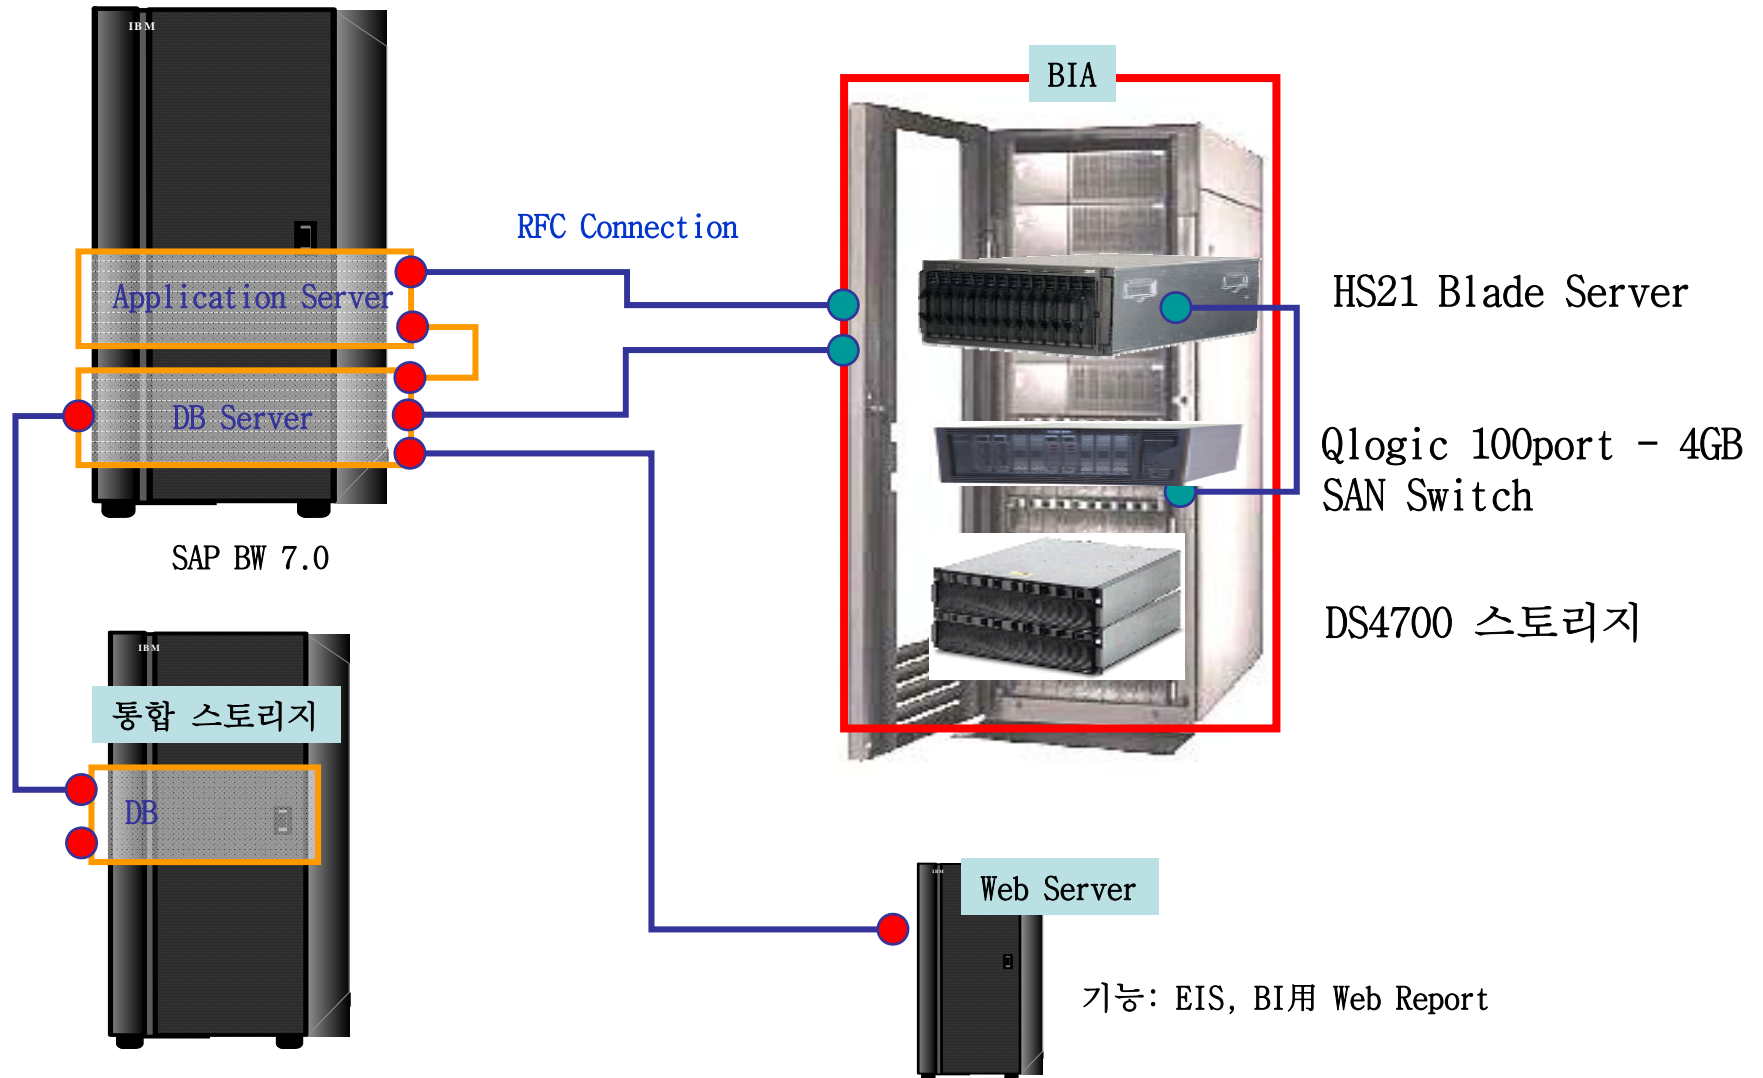 IBM
BIA
RFC Connection
Application Server
HS21 Blade Server
DB Server
Qlogic 100port - 4GB
SAN Switch
SAP BW 7.0
DS4700 스토리지
IBM
통합 스토리지
DB
IBM
Web Server
기능: EIS, BI用 Web Report